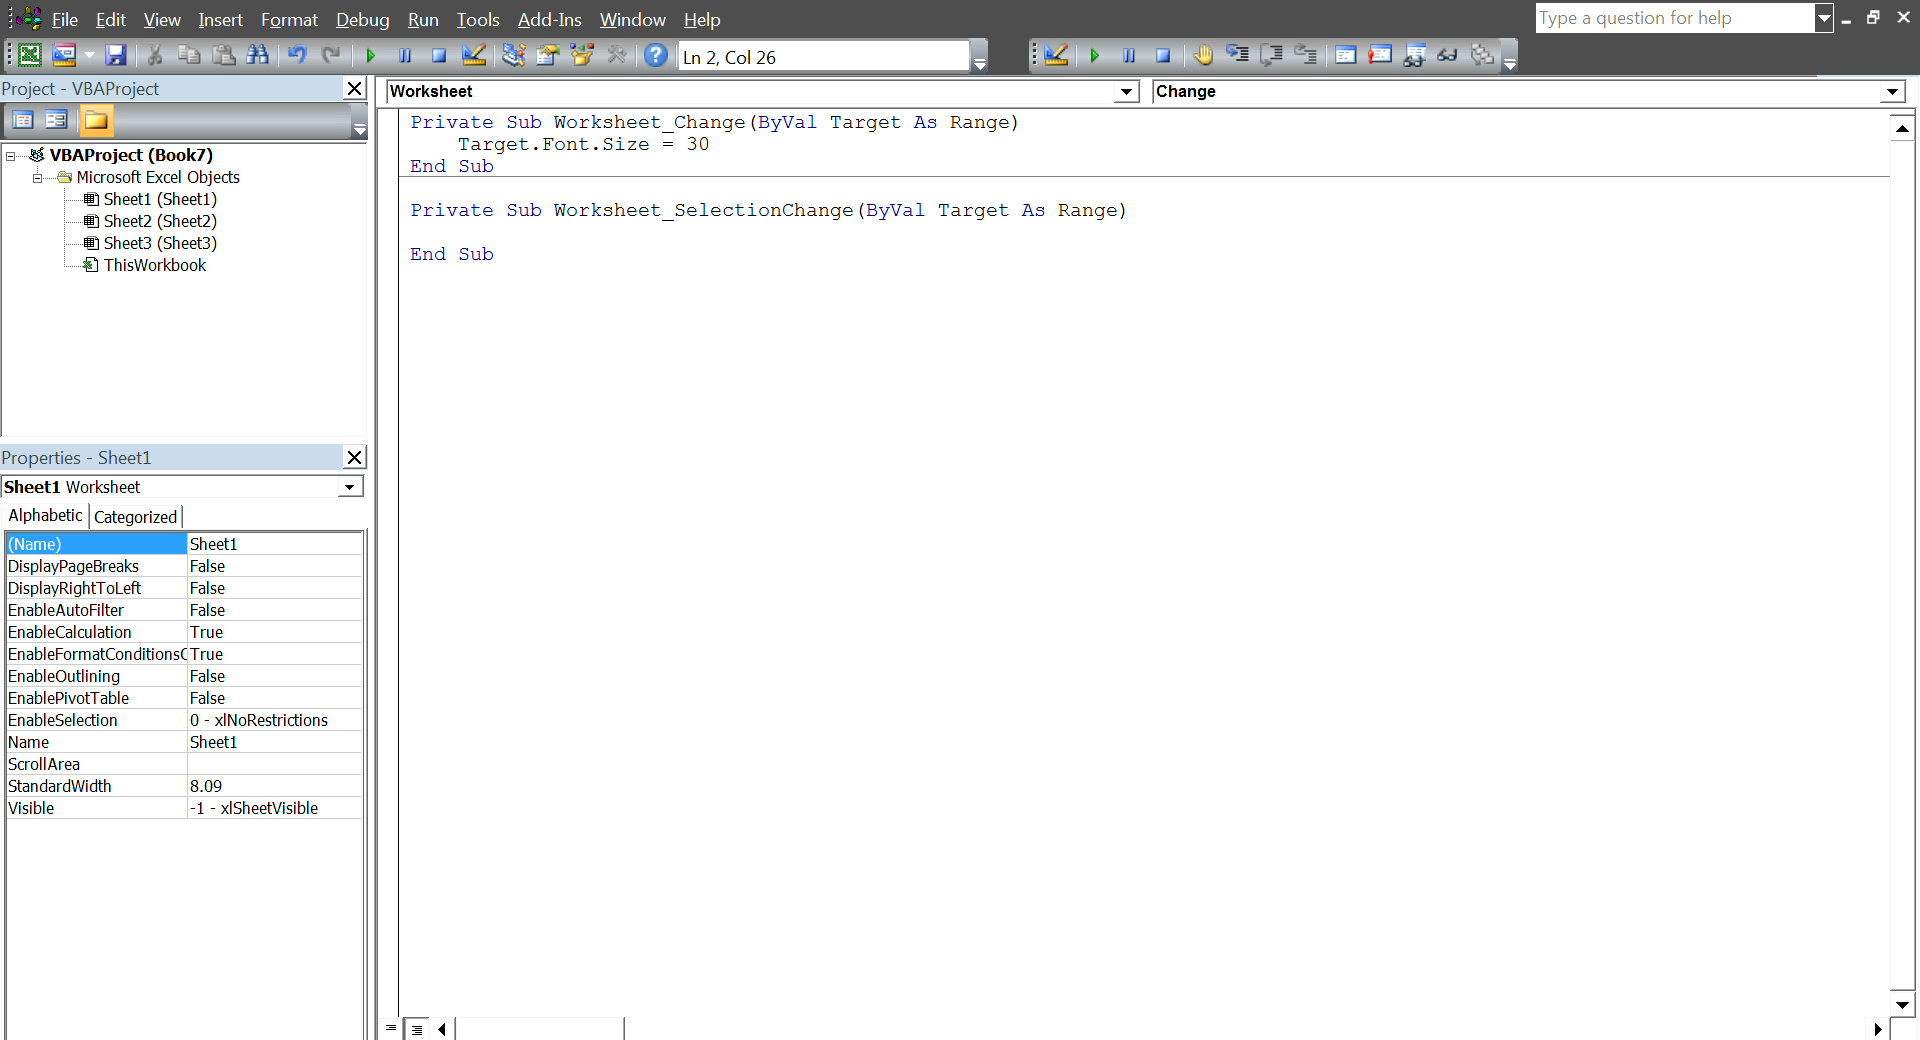 File Edit View Insert Format Debug Run Tools Add-Ins Window Help
Type a question for help
Ln 2, Col 26
Project - VBAProject
VBAProject (Book7)
Microsoft Excel Objects
Sheet1 (Sheet1)
Sheet2 (Sheet2)
Sheet3 (Sheet3)
ThisWorkbook
Properties - Sheet1
Sheet1 Worksheet
Alphabetic Categorized
(Name) Sheet1
DisplayPageBreaks False
DisplayRightToLeft False
EnableAutoFilter False
EnableCalculation True
EnableFormatConditionsC True
EnableOutlining False
EnablePivotTable False
EnableSelection 0 - xlNoRestrictions
Name Sheet1
ScrollArea
StandardWidth 8.09
Visible -1 - xlSheetVisible
Worksheet Change
Private Sub Worksheet_Change(ByVal Target As Range)
Target.Font.Size = 30
End Sub
Private Sub Worksheet_SelectionChange(ByVal Target As Range)
End Sub